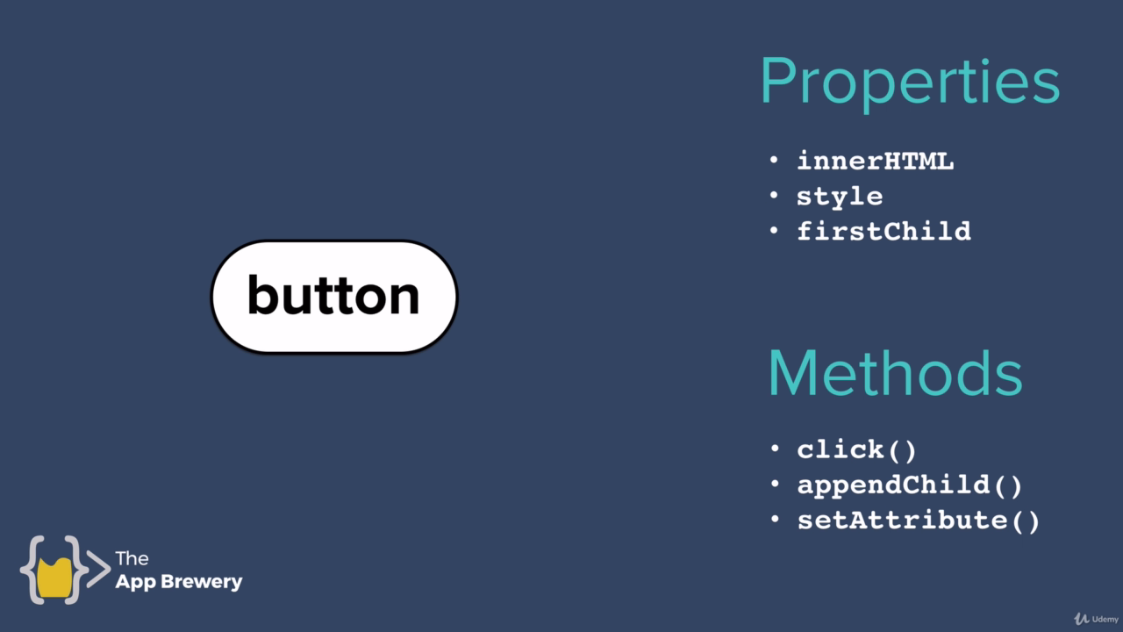 Properties
• innerHTML
• style
• firstChild
button
Methods
• click()
• appendChild()
• setAttribute()
The
App Brewery
Udemy